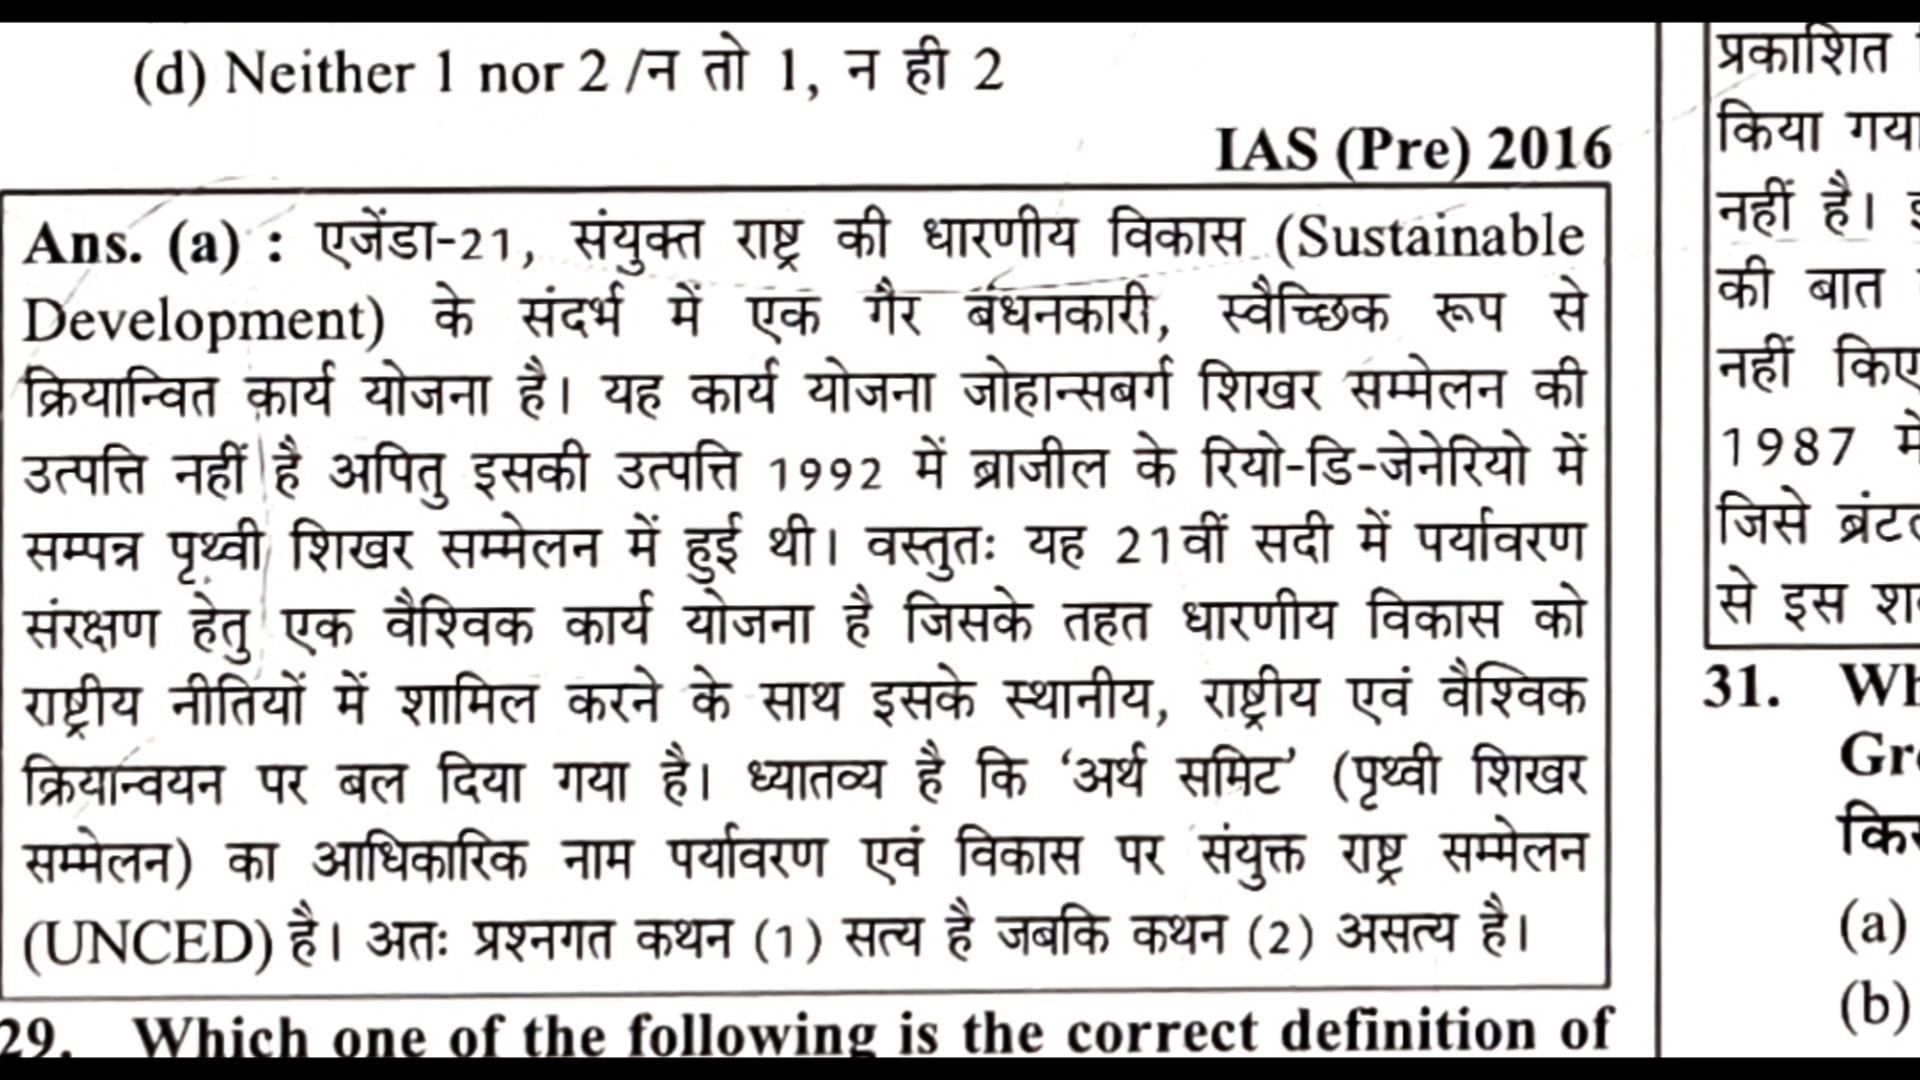 (d) Neither 1 nor 2 /न तो 1, न ही 2
IAS (Pre) 2016
Ans. (a) : एजेंडा-21, संयुक्त राष्ट्र की धारणीय विकास (Sustainable
Development) के संदर्भ में एक गैर बंधनकारी, स्वैच्छिक रूप से
क्रियान्वित कार्य योजना है। यह कार्य योजना जोहान्सबर्ग शिखर सम्मेलन की
उत्पत्ति नहीं है अपितु इसकी उत्पत्ति 1992 में ब्राजील के रियो-डि-जेनेरियो में
सम्पन्न पृथ्वी शिखर सम्मेलन में हुई थी। वस्तुतः यह 21वीं सदी में पर्यावरण
संरक्षण हेतु एक वैश्विक कार्य योजना है जिसके तहत धारणीय विकास को
राष्ट्रीय नीतियों में शामिल करने के साथ इसके स्थानीय, राष्ट्रीय एवं वैश्विक
क्रियान्वयन पर बल दिया गया है। ध्यातव्य है कि ‘अर्थ समिट’ (पृथ्वी शिखर
सम्मेलन) का आधिकारिक नाम पर्यावरण एवं विकास पर संयुक्त राष्ट्र सम्मेलन
(UNCED) है। अतः प्रश्नगत कथन (1) सत्य है जबकि कथन (2) असत्य है।
29. Which one of the following is the correct definition of
प्रकाशित
किया गया
नहीं है।
की बात
नहीं
1987
जिसे
से इस
31.
(a)
(b)